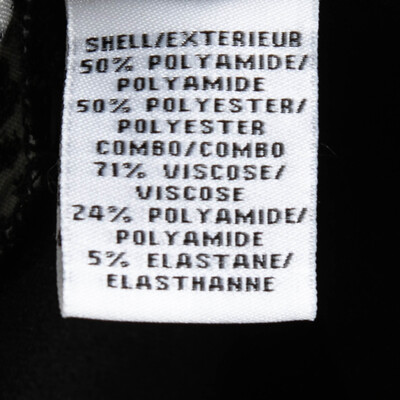 SHELL/EXTERIEUR
50% POLYAMIDE/
POLYAMIDE
50% POLYESTER/
POLYESTER
COMBO/COMBO
71% VISCOSE/
VISCOSE
24% POLYAMIDE/
POLYAMIDE
5% ELASTANE/
ELASTHANNE